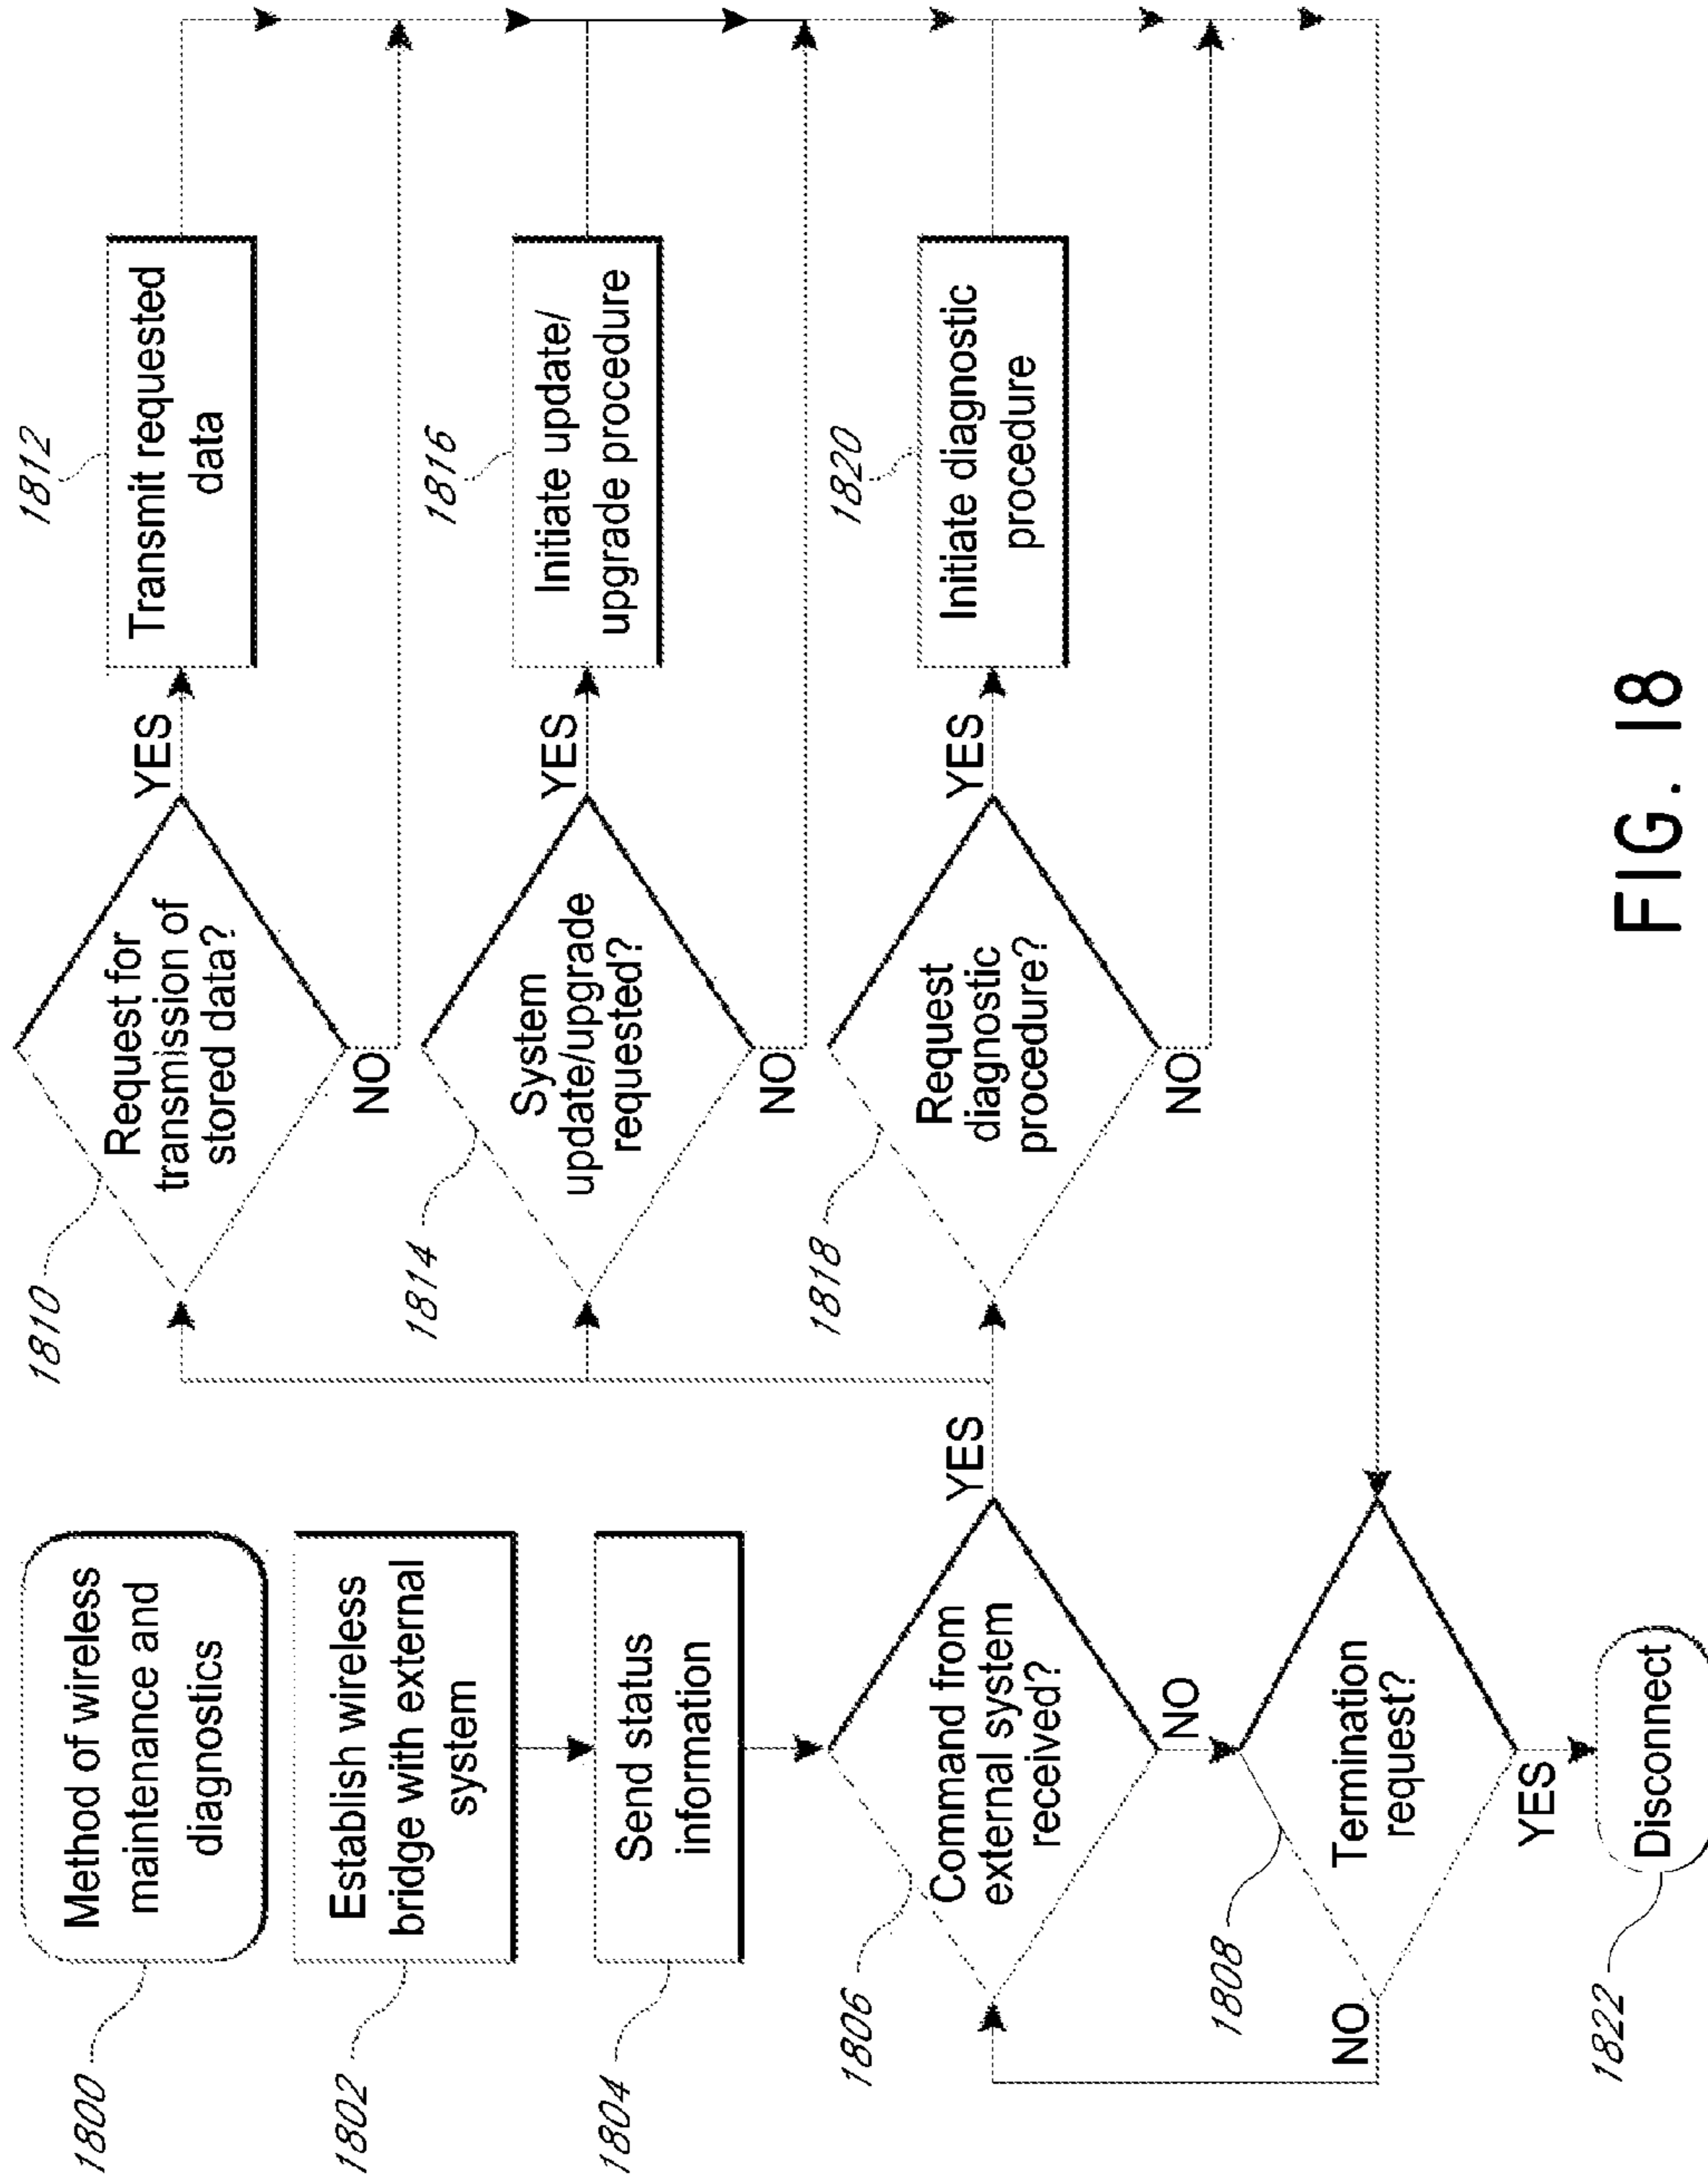 1800
Method of wireless
maintenance and
diagnostics
1802
Establish wireless
bridge with external
system
1804
Send status
information
1806
Command from
external system
received?
YES
NO
1808
Termination
request?
NO
YES
1822
Disconnect
1810
Request for
transmission of
stored data?
YES
NO
1812
Transmit requested
data
1814
System
update/upgrade
requested?
YES
NO
1816
Initiate update/
upgrade procedure
1818
Request
diagnostic
procedure?
YES
NO
1820
Initiate diagnostic
procedure
FIG. 18